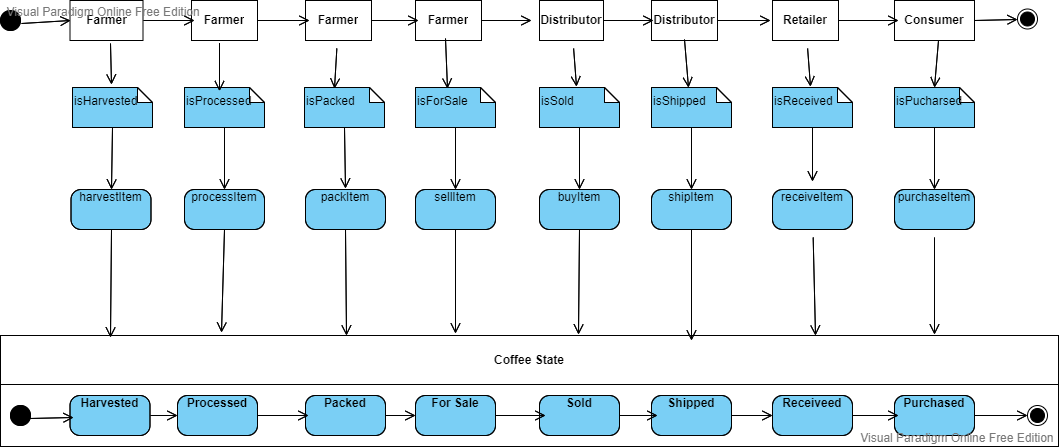 Visual Paradigm Online Free Edition
Farmer Farmer Farmer Farmer Distributor Distributor Retailer Consumer
isHarvested isProcessed isPacked isForSale isSold isShipped isReceived isPucharsed
harvestItem processItem packItem sellItem buyItem shipItem receiveItem purchaseItem
Coffee State
Harvested Processed Packed For Sale Sold Shipped Receiveed Purchased
Visual Paradigm Online Free Edition